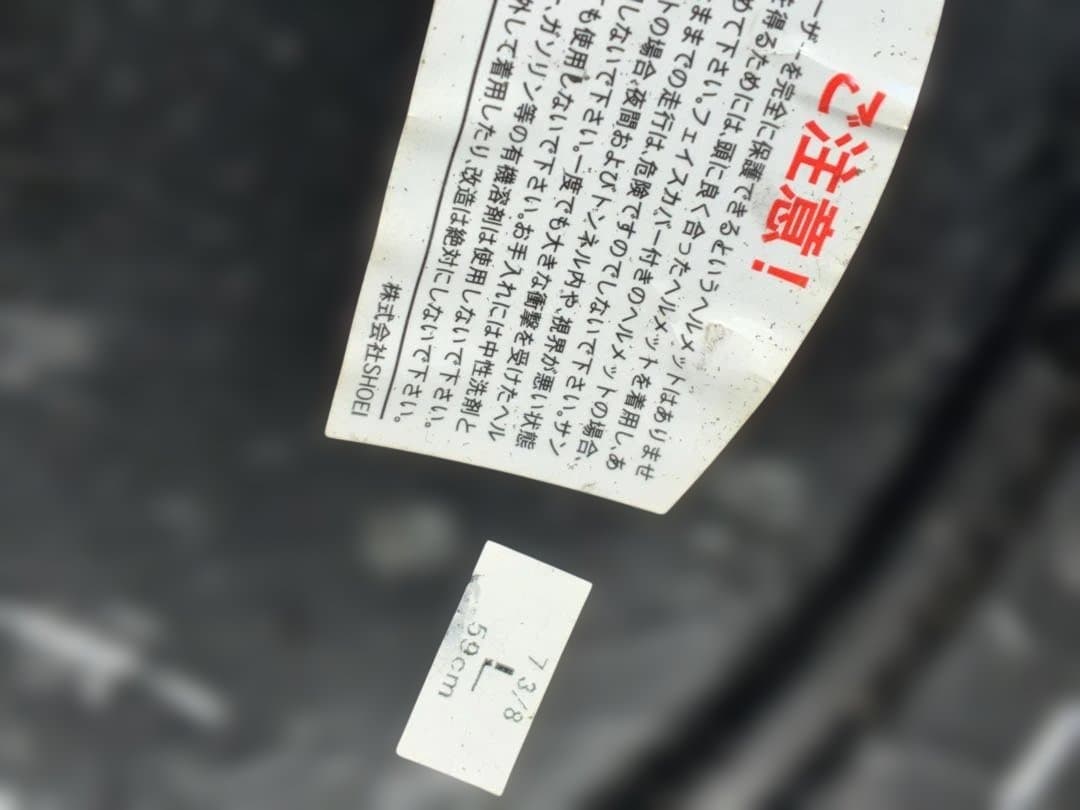 ご注意!
ーザーを完全に保護できるというヘルメットはありませ
を得るためには、頭に良く合ったヘルメットを着用し、あ
めて下さい。フェイスカバー付きのヘルメットの場合、
ままでの走行は、危険ですのでしないで下さい。サン
トの場合、夜間およびトンネル内や、視界が悪い状態
しないで下さい。一度でも大きな衝撃を受けたヘル
も使用しないで下さい。お手入れには中性洗剤と、
、ガソリン等の有機溶剤は使用しないで下さい。
外して着用したり、改造は絶対にしないで下さい。
株式会社SHOEI
7 3/8
L
59cm